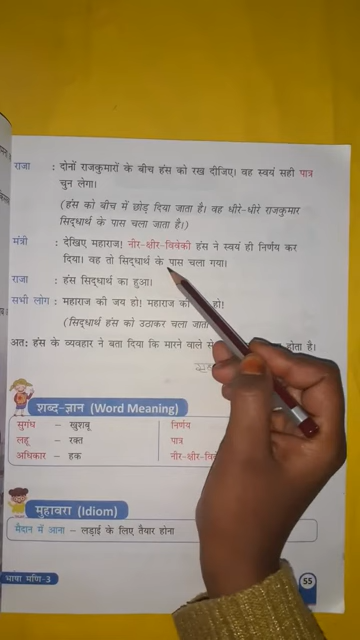 राजा : दोनों राजकुमारों के बीच हंस को रख दीजिए। वह स्वयं सही पात्र
चुन लेगा।
(हंस को बीच में छोड़ दिया जाता है। वह धीरे-धीरे राजकुमार
सिद्धार्थ के पास चला जाता है।)
मंत्री : देखिए महाराज! नीर-क्षीर-विवेकी हंस ने स्वयं ही निर्णय कर
दिया। वह तो सिद्धार्थ के पास चला गया।
राजा : हंस सिद्धार्थ का हुआ।
सभी लोग : महाराज की जय हो! महाराज की हो!
(सिद्धार्थ हंस को उठाकर चला जाता
अतः हंस के व्यवहार ने बता दिया कि मारने वाले से होता है।
शब्द-ज्ञान (Word Meaning)
सुगंध – खुशबू निर्णय
लहू – रक्त पात्र
अधिकार – हक नीर-क्षीर-विवे
मुहावरा (Idiom)
मैदान में आना – लड़ाई के लिए तैयार होना
भाषा मणि-3 55